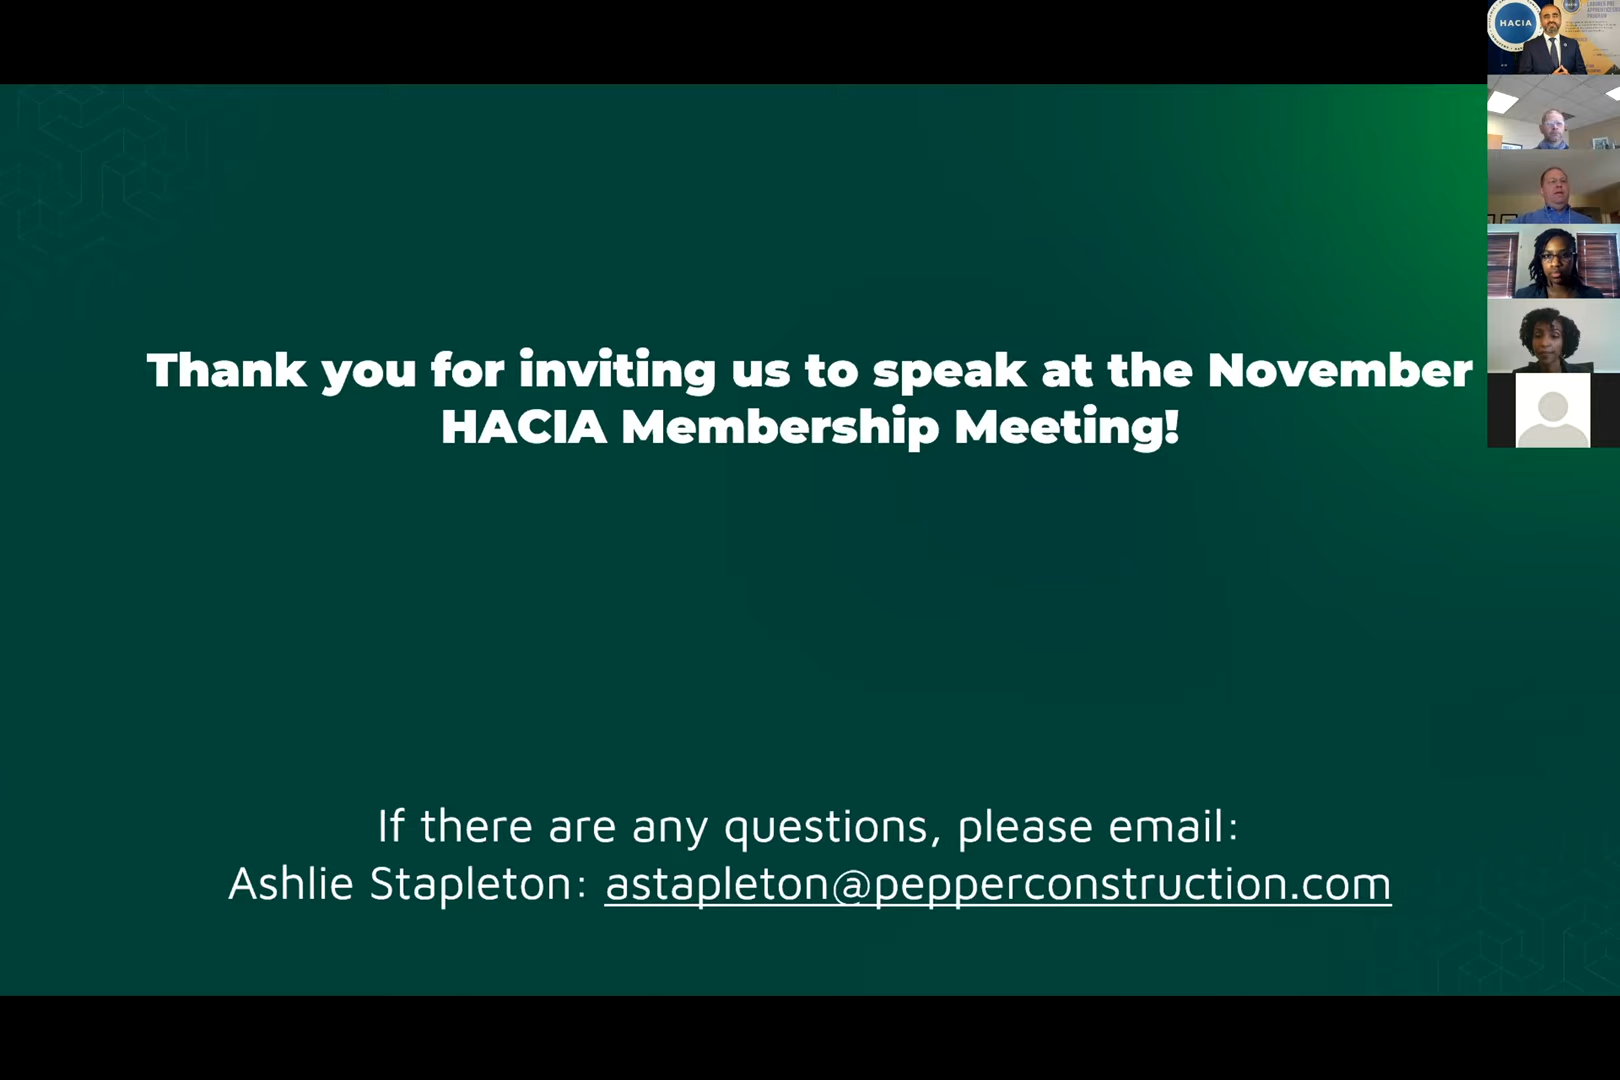 HACIA
Thank you for inviting us to speak at the November
HACIA Membership Meeting!
If there are any questions, please email:
Ashlie Stapleton: astapleton@pepperconstruction.com